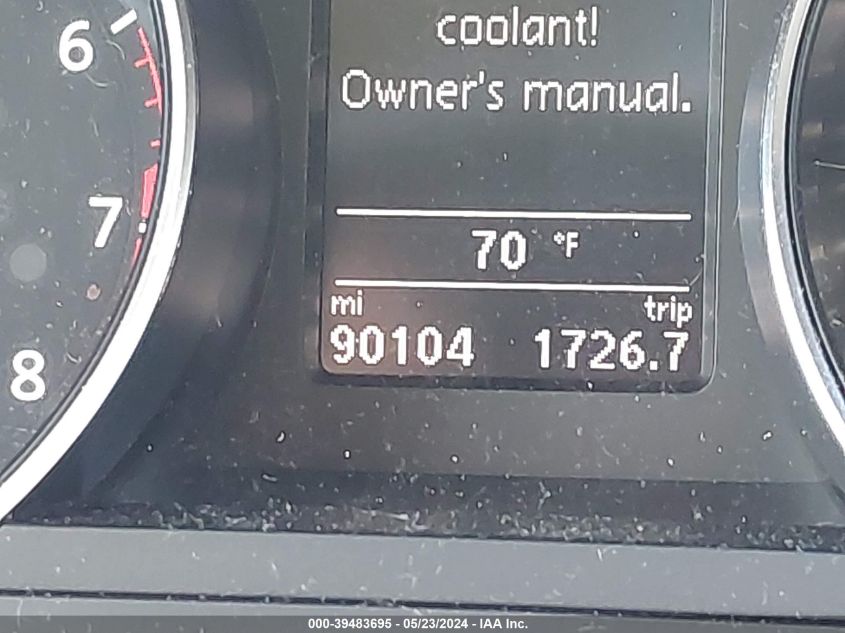 6
7
8
coolant!
Owner's manual.
70 °F
mi trip
90104 1726.7
000-39483695 - 05/23/2024 - IAA Inc.